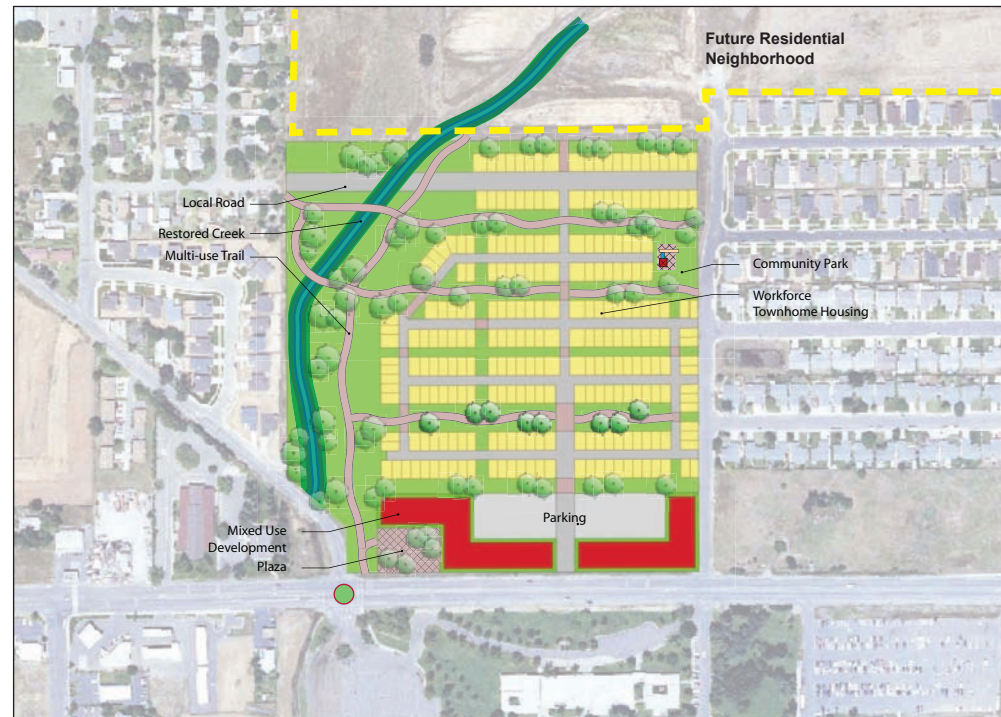 Future Residential
Neighborhood
Local Road
Restored Creek
Multi-use Trail
Community Park
Workforce
Townhome Housing
Mixed Use
Development
Plaza
Parking